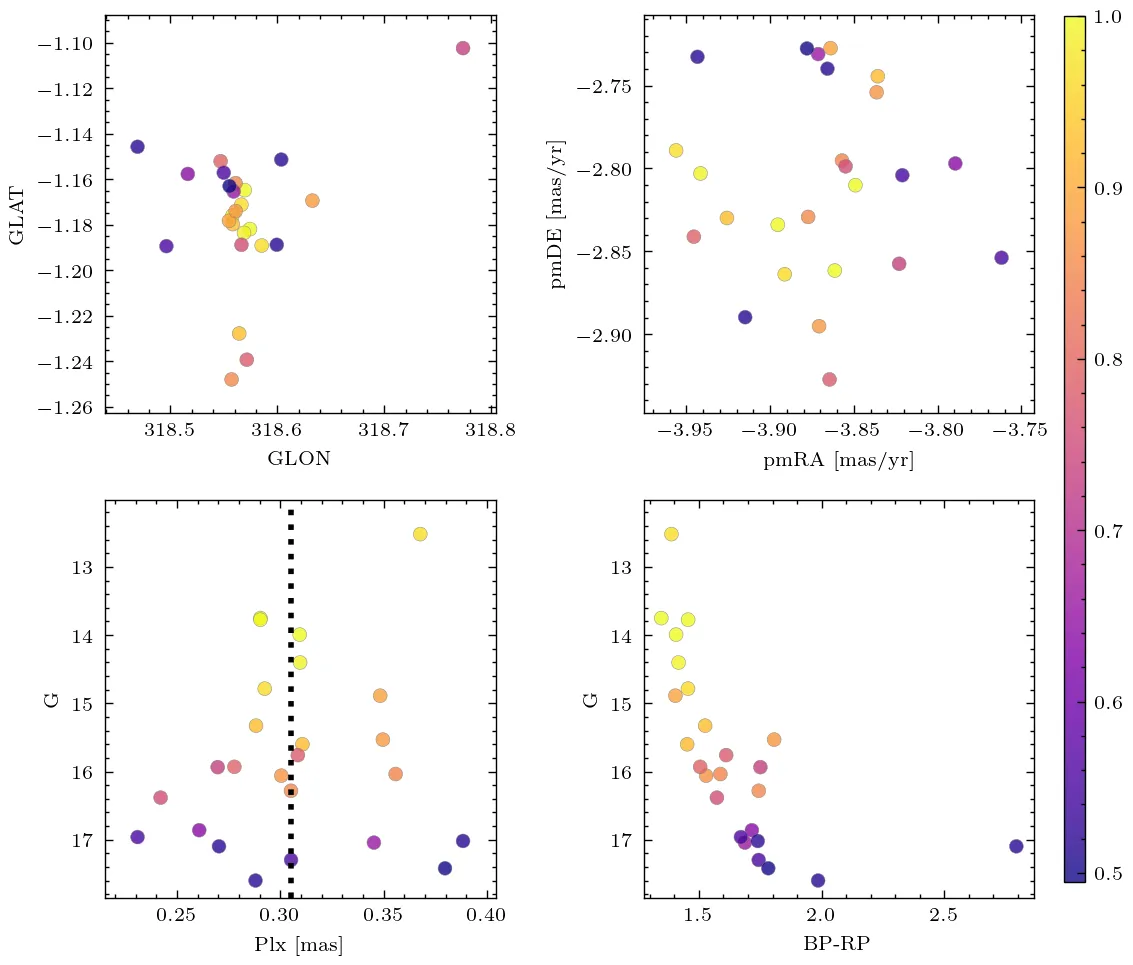 −1.10
−1.12
−1.14
−1.16
−1.18
−1.20
−1.22
−1.24
−1.26
GLAT
318.5 318.6 318.7 318.8
GLON
−2.75
−2.80
−2.85
−2.90
pmDE [mas/yr]
−3.95 −3.90 −3.85 −3.80 −3.75
pmRA [mas/yr]
1.0
0.9
0.8
0.7
0.6
0.5
13
14
15
16
17
G
0.25 0.30 0.35 0.40
Plx [mas]
13
14
15
16
17
G
1.5 2.0 2.5
BP-RP